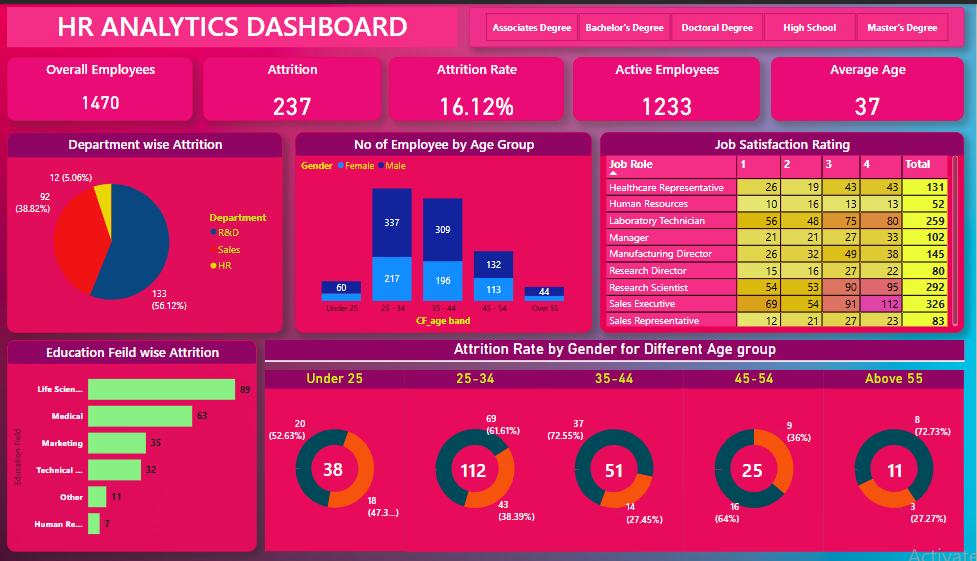 HR ANALYTICS DASHBOARD
Associates Degree
Bachelor's Degree
Doctoral Degree
High School
Master's Degree
Overall Employees
1470
Attrition
237
Attrition Rate
16.12%
Active Employees
1233
Average Age
37
Department wise Attrition
12 (5.06%)
92
(38.82%)
133
(56.12%)
Department
R&D
Sales
HR
No of Employee by Age Group
Gender Female Male
60
337
217
309
196
132
113
44
Under 25
25 - 34
35 - 44
45 - 54
Over 55
CF_age band
Job Satisfaction Rating
Job Role 1 2 3 4 Total
Healthcare Representative 26 19 43 43 131
Human Resources 10 16 13 13 52
Laboratory Technician 56 48 75 80 259
Manager 21 21 27 33 102
Manufacturing Director 26 32 49 38 145
Research Director 15 16 27 22 80
Research Scientist 54 53 90 95 292
Sales Executive 69 54 91 112 326
Sales Representative 12 21 27 23 83
Education Feild wise Attrition
Education Field
Life Scien... 89
Medical 63
Marketing 35
Technical ... 32
Other 11
Human Re... 7
Attrition Rate by Gender for Different Age group
Under 25
25-34
35-44
45-54
Above 55
20
(52.63%)
38
18
(47.3...)
69
(61.61%)
112
43
(38.39%)
37
(72.55%)
51
14
(27.45%)
9
(36%)
25
16
(64%)
8
(72.73%)
11
3
(27.27%)
Activate